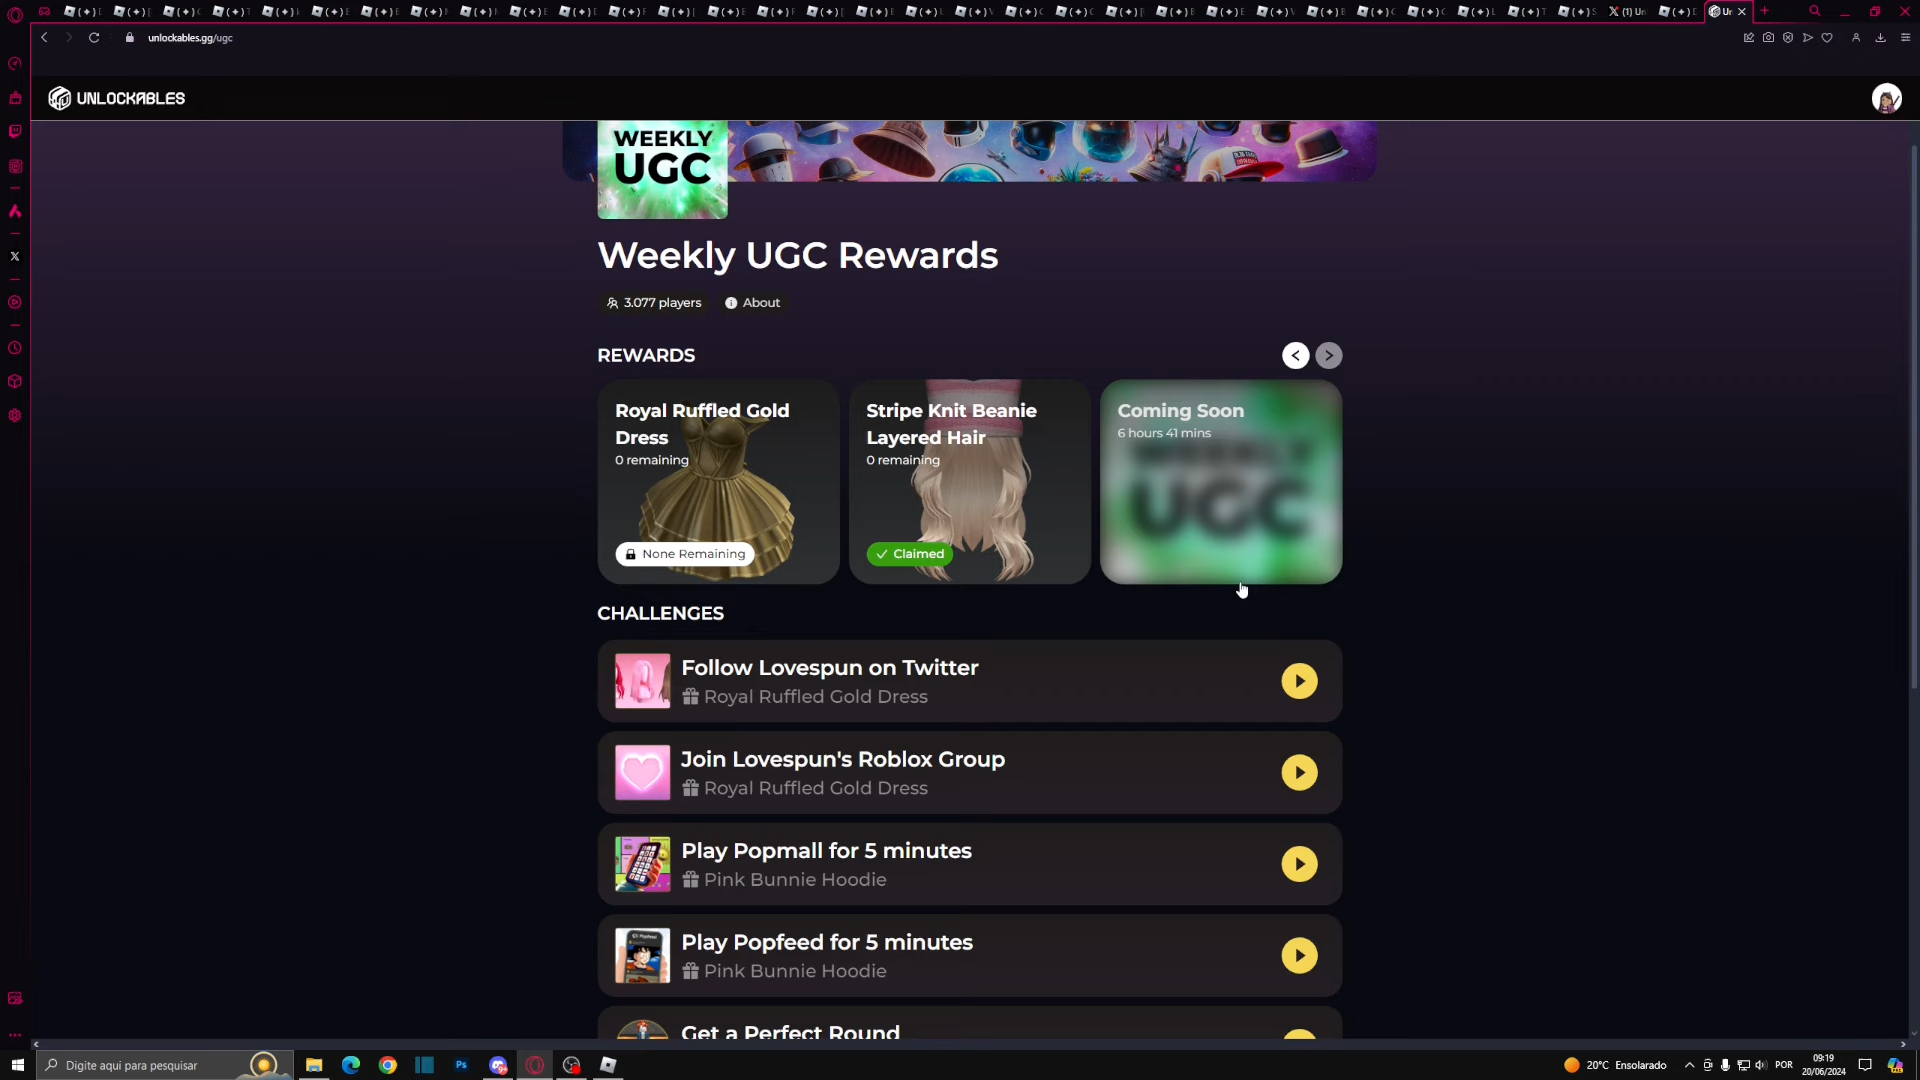 unlockables.gg/ugc
UNLOCKABLES
WEEKLY
UGC
Weekly UGC Rewards
3.077 players
About
REWARDS
Royal Ruffled Gold
Dress
0 remaining
None Remaining
Stripe Knit Beanie
Layered Hair
0 remaining
Claimed
Coming Soon
6 hours 41 mins
UGC
CHALLENGES
Follow Lovespun on Twitter
Royal Ruffled Gold Dress
Join Lovespun's Roblox Group
Royal Ruffled Gold Dress
Play Popmall for 5 minutes
Pink Bunnie Hoodie
Play Popfeed for 5 minutes
Pink Bunnie Hoodie
Get a Perfect Round
Digite aqui para pesquisar
Ps
20°C Ensolarado
POR
09:19
20/06/2024